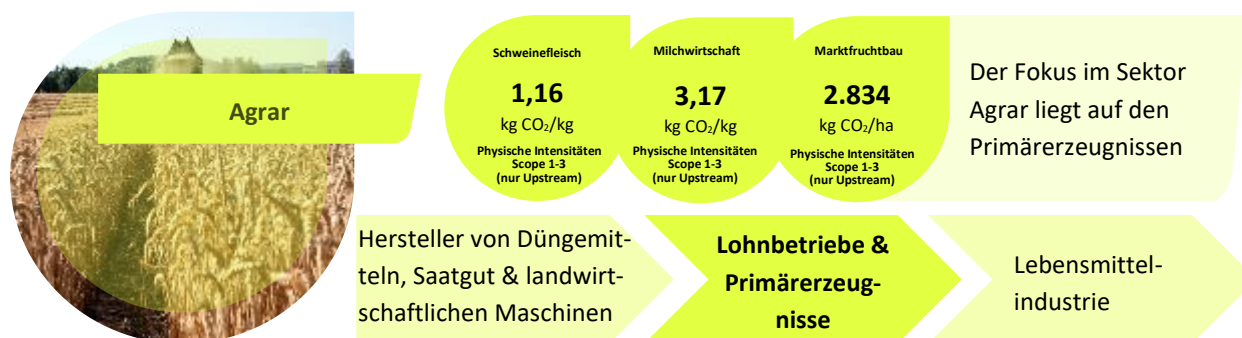 Agrar
Schweinefleisch
1,16
kg CO₂/kg
Physische Intensitäten
Scope 1-3
(nur Upstream)
Milchwirtschaft
3,17
kg CO₂/kg
Physische Intensitäten
Scope 1-3
(nur Upstream)
Marktfruchtbau
2.834
kg CO₂/ha
Physische Intensitäten
Scope 1-3
(nur Upstream)
Der Fokus im Sektor
Agrar liegt auf den
Primärerzeugnissen
Hersteller von Düngemit-
teln, Saatgut & landwirt-
schaftlichen Maschinen
Lohnbetriebe &
Primärerzeug-
nisse
Lebensmittel-
industrie